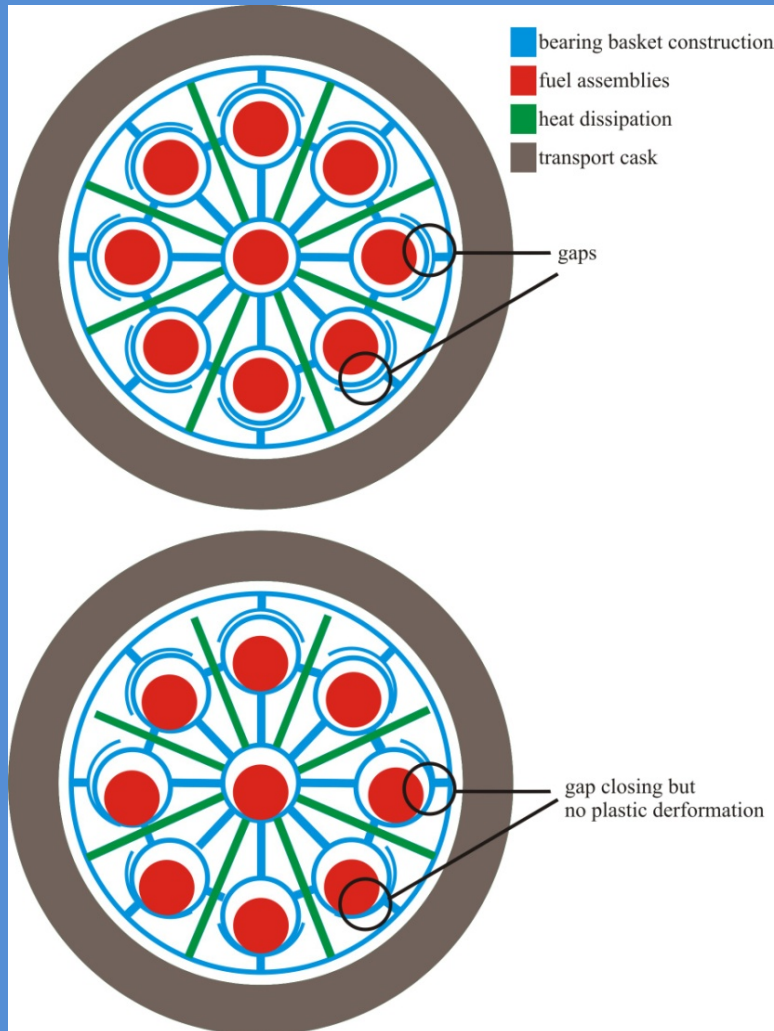 bearing basket construction
fuel assemblies
heat dissipation
transport cask
gaps
gap closing but
no plastic derformation